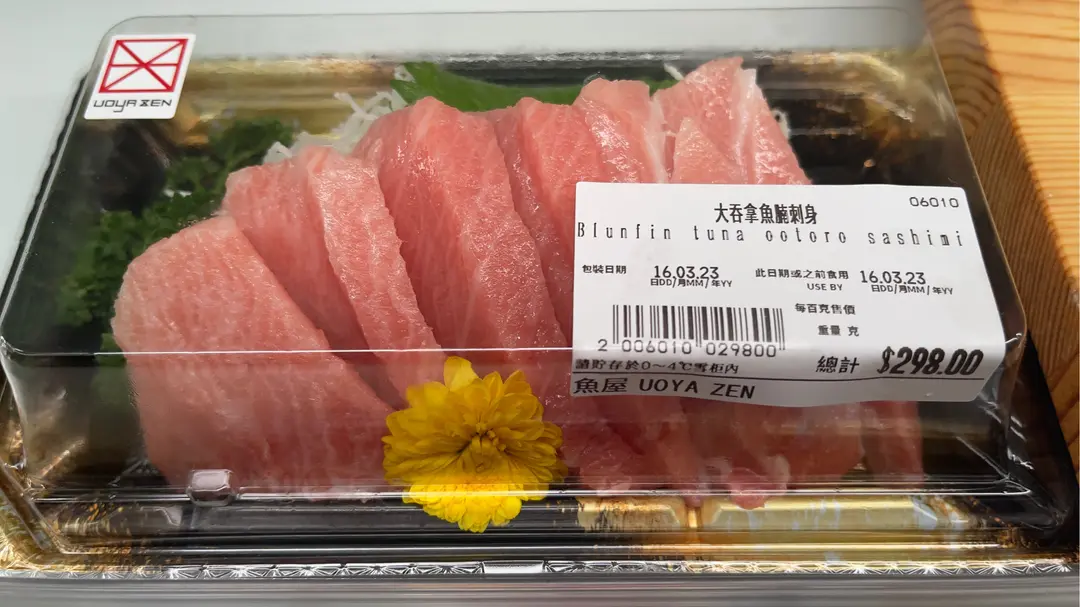 UOYA ZEN
06010
大吞拿魚腩刺身
Blunfin tuna ootoro sashimi
包裝日期 16.03.23 此日期或之前食用 16.03.23
日DD/月MM/年YY USE BY 日DD/月MM/年YY
每百克售價
重量 克
2 006010 029800
總計 $298.00
請貯存於0~4℃雪柜內
魚屋 UOYA ZEN